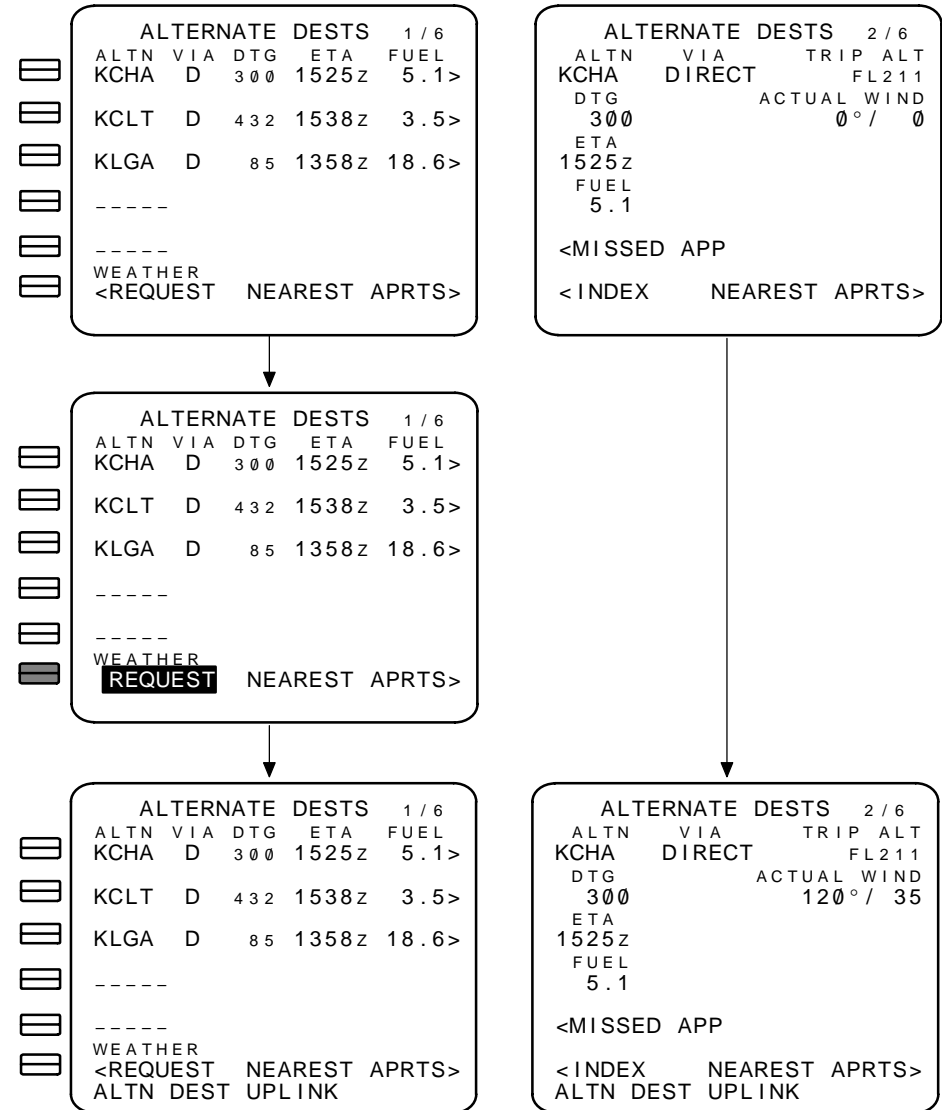 ALTERNATE DESTS 1/6
ALTN VIA DTG ETA FUEL
KCHA D 300 1525Z 5.1>
KCLT D 432 1538Z 3.5>
KLGA D 85 1358Z 18.6>
-----
-----
WEATHER
<REQUEST NEAREST APRTS>
ALTERNATE DESTS 2/6
ALTN VIA TRIP ALT
KCHA DIRECT FL211
DTG ACTUAL WIND
300 0°/ 0
ETA
1525Z
FUEL
5.1
<MISSED APP
<INDEX NEAREST APRTS>
ALTERNATE DESTS 1/6
ALTN VIA DTG ETA FUEL
KCHA D 300 1525Z 5.1>
KCLT D 432 1538Z 3.5>
KLGA D 85 1358Z 18.6>
-----
-----
WEATHER
REQUEST NEAREST APRTS>
ALTERNATE DESTS 1/6
ALTN VIA DTG ETA FUEL
KCHA D 300 1525Z 5.1>
KCLT D 432 1538Z 3.5>
KLGA D 85 1358Z 18.6>
-----
-----
WEATHER
<REQUEST NEAREST APRTS>
ALTN DEST UPLINK
ALTERNATE DESTS 2/6
ALTN VIA TRIP ALT
KCHA DIRECT FL211
DTG ACTUAL WIND
300 120°/ 35
ETA
1525Z
FUEL
5.1
<MISSED APP
<INDEX NEAREST APRTS>
ALTN DEST UPLINK